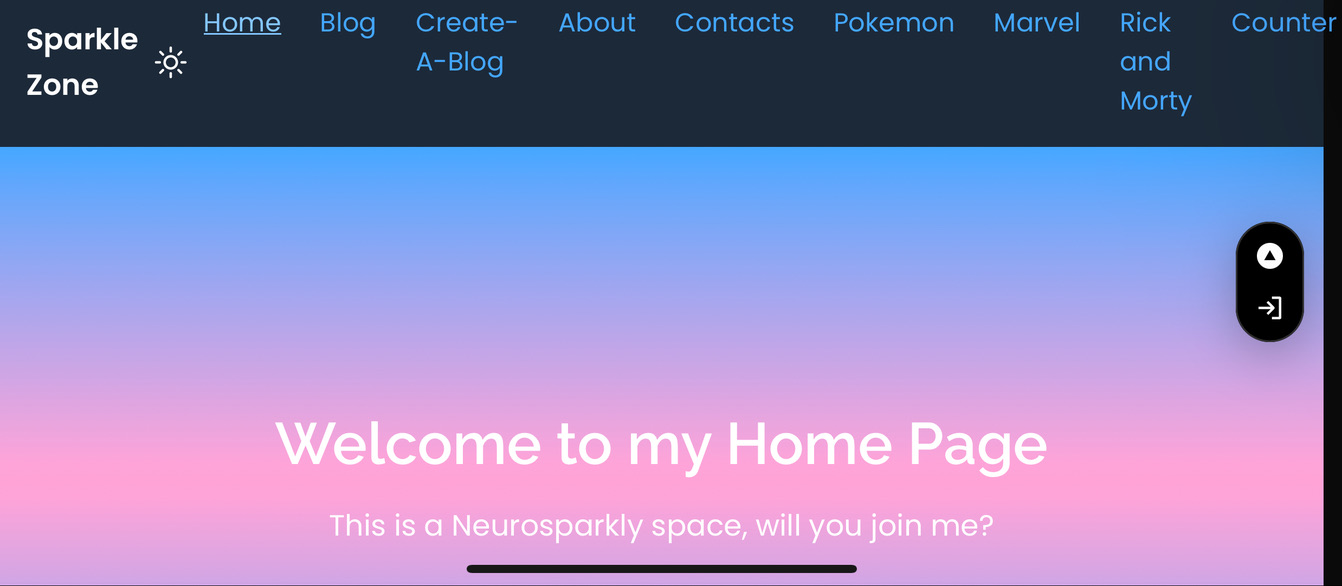 Sparkle
Zone
Home
Blog
Create-
A-Blog
About
Contacts
Pokemon
Marvel
Rick
and
Morty
Counter
Welcome to my Home Page
This is a Neurosparkly space, will you join me?